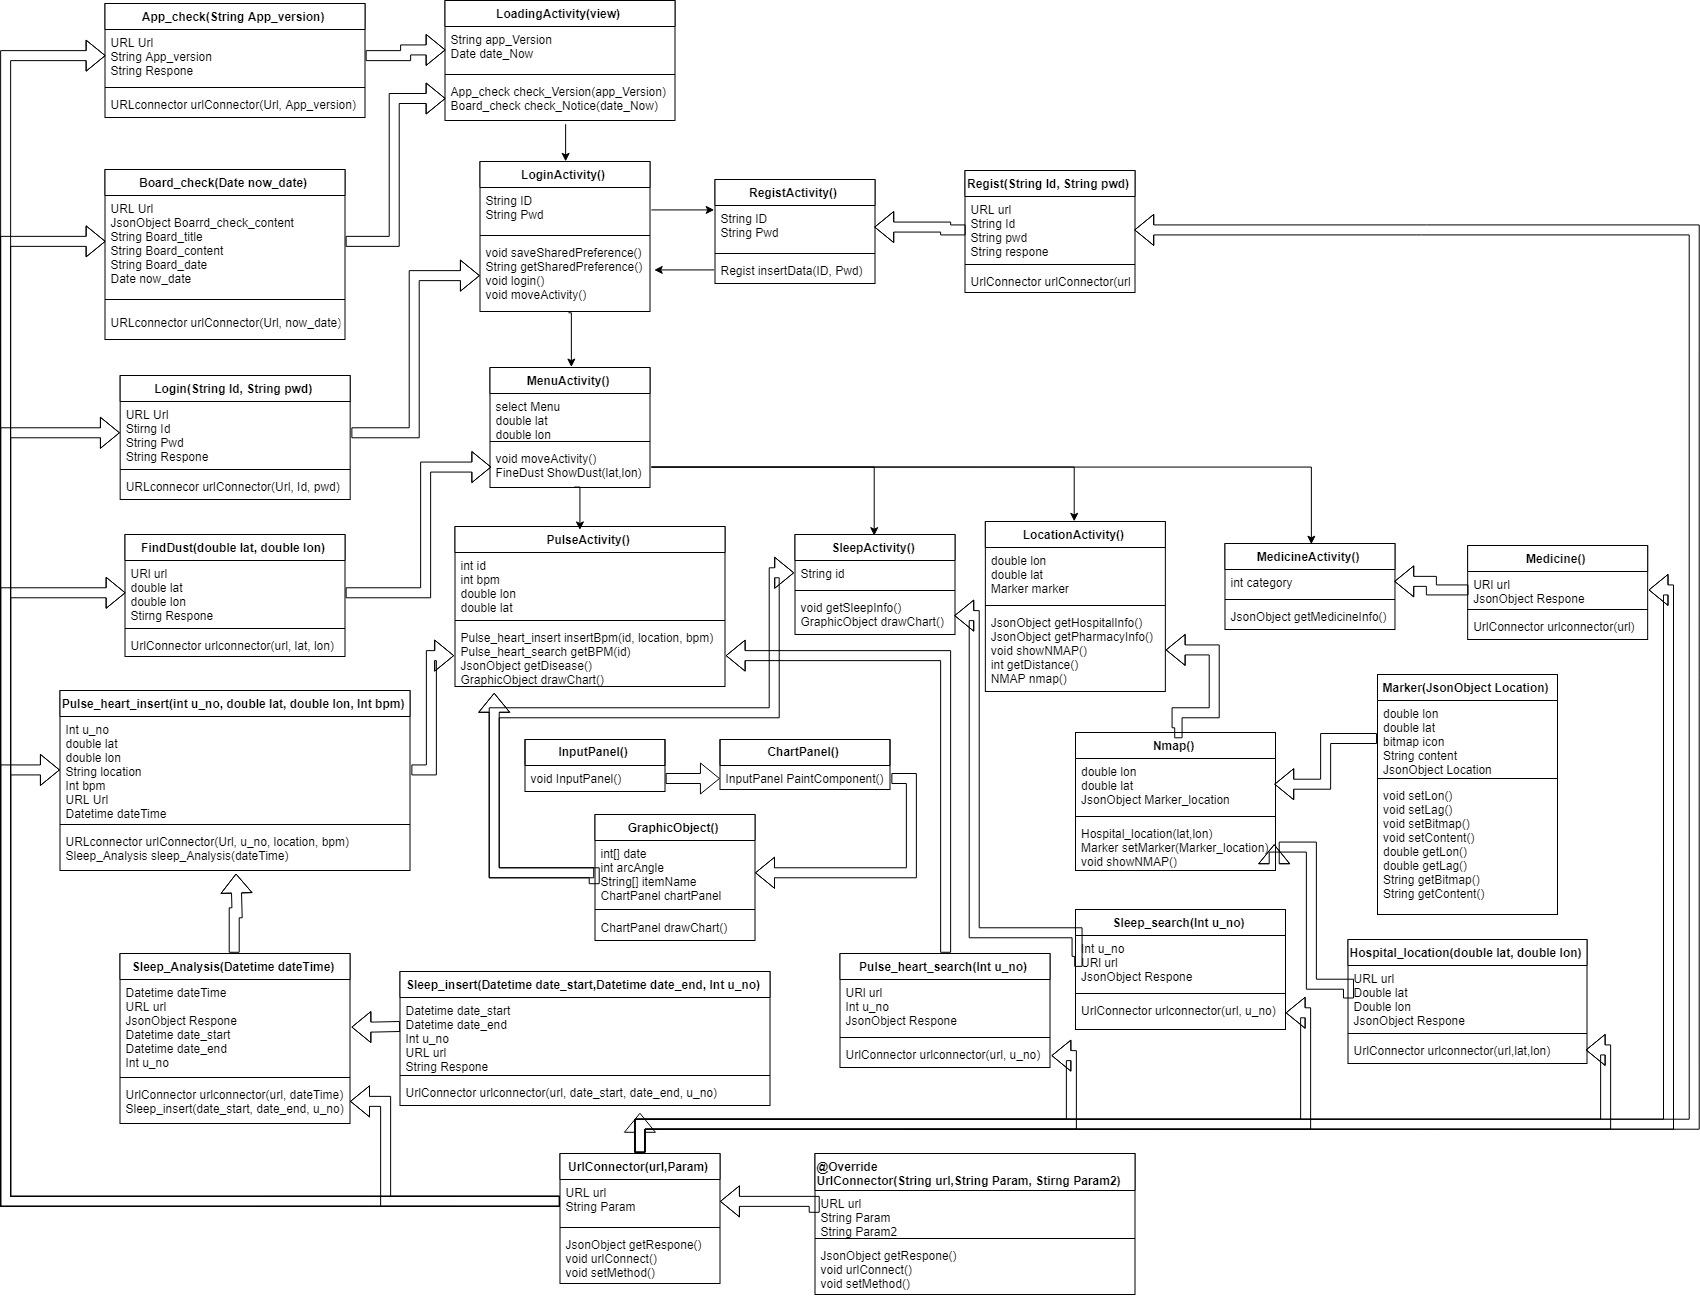 App_check(String App_version)
URL Url
String App_version
String Respone
URLconnector urlConnector(Url, App_version)
LoadingActivity(view)
String app_Version
Date date_Now
App_check check_Version(app_Version)
Board_check check_Notice(date_Now)
Board_check(Date now_date)
URL Url
JsonObject Boarrd_check_content
String Board_title
String Board_content
String Board_date
Date now_date
URLconnector urlConnector(Url, now_date)
LoginActivity()
String ID
String Pwd
void saveSharedPreference()
String getSharedPreference()
void login()
void moveActivity()
RegistActivity()
String ID
String Pwd
Regist insertData(ID, Pwd)
Regist(String Id, String pwd)
URL url
String Id
String pwd
String respone
UrlConnector urlConnector(url
Login(String Id, String pwd)
URL Url
Stirng Id
String Pwd
String Respone
URLconnecor urlConnector(Url, Id, pwd)
MenuActivity()
select Menu
double lat
double lon
void moveActivity()
FineDust ShowDust(lat,lon)
FindDust(double lat, double lon)
URl url
double lat
double lon
Stirng Respone
UrlConnector urlconnector(url, lat, lon)
PulseActivity()
int id
int bpm
double lon
double lat
Pulse_heart_insert insertBpm(id, location, bpm)
Pulse_heart_search getBPM(id)
JsonObject getDisease()
GraphicObject drawChart()
SleepActivity()
String id
void getSleepInfo()
GraphicObject drawChart()
LocationActivity()
double lon
double lat
Marker marker
JsonObject getHospitalInfo()
JsonObject getPharmacyInfo()
void showNMAP()
int getDistance()
NMAP nmap()
MedicineActivity()
int category
JsonObject getMedicineInfo()
Medicine()
URl url
JsonObject Respone
UrlConnector urlconnector(url)
Pulse_heart_insert(int u_no, double lat, double lon, Int bpm)
Int u_no
double lat
double lon
String location
Int bpm
URL Url
Datetime dateTime
URLconnector urlConnector(Url, u_no, location, bpm)
Sleep_Analysis sleep_Analysis(dateTime)
InputPanel()
void InputPanel()
ChartPanel()
InputPanel PaintComponent()
GraphicObject()
int[] date
int arcAngle
String[] itemName
ChartPanel chartPanel
ChartPanel drawChart()
Nmap()
double lon
double lat
JsonObject Marker_location
Hospital_location(lat,lon)
Marker setMarker(Marker_location)
void showNMAP()
Marker(JsonObject Location)
double lon
double lat
bitmap icon
String content
JsonObject Location
void setLon()
void setLag()
void setBitmap()
void setContent()
double getLon()
double getLag()
String getBitmap()
String getContent()
Sleep_Analysis(Datetime dateTime)
Datetime dateTime
URL url
JsonObject Respone
Datetime date_start
Datetime date_end
Int u_no
UrlConnector urlconnector(url, dateTime)
Sleep_insert(date_start, date_end, u_no)
Sleep_insert(Datetime date_start,Datetime date_end, Int u_no)
Datetime date_start
Datetime date_end
Int u_no
URL url
String Respone
UrlConnector urlconnector(url, date_start, date_end, u_no)
Pulse_heart_search(Int u_no)
URl url
Int u_no
JsonObject Respone
UrlConnector urlconnector(url, u_no)
Sleep_search(Int u_no)
Int u_no
URl url
JsonObject Respone
UrlConnector urlconnector(url, u_no)
Hospital_location(double lat, double lon)
URL url
Double lat
Double lon
JsonObject Respone
UrlConnector urlconnector(url,lat,lon)
UrlConnector(url,Param)
URL url
String Param
JsonObject getRespone()
void urlConnect()
void setMethod()
@Override
UrlConnector(String url,String Param, Stirng Param2)
URL url
String Param
String Param2
JsonObject getRespone()
void urlConnect()
void setMethod()